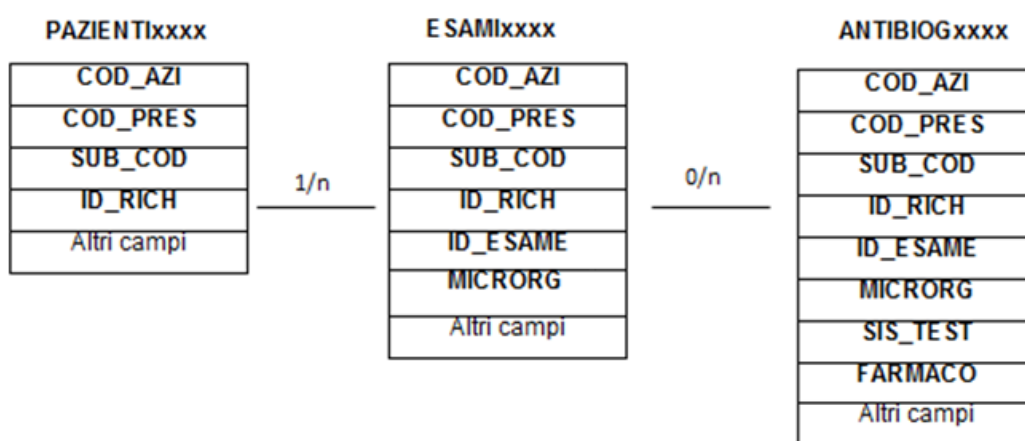 PAZIENTIxxxx
COD_AZI
COD_PRES
SUB_COD
ID_RICH
Altri campi
1/n
ESAMIxxxx
COD_AZI
COD_PRES
SUB_COD
ID_RICH
ID_ESAME
MICRORG
Altri campi
0/n
ANTIBIOGxxxx
COD_AZI
COD_PRES
SUB_COD
ID_RICH
ID_ESAME
MICRORG
SIS_TEST
FARMACO
Altri campi